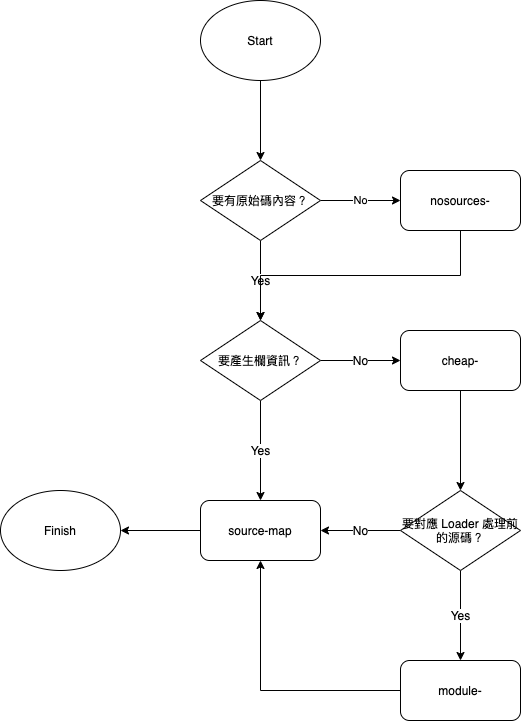 Start
要有原始碼內容？
No
nosources-
Yes
要產生欄資訊？
No
cheap-
Yes
Finish
source-map
No
要對應 Loader 處理前
的源碼？
Yes
module-